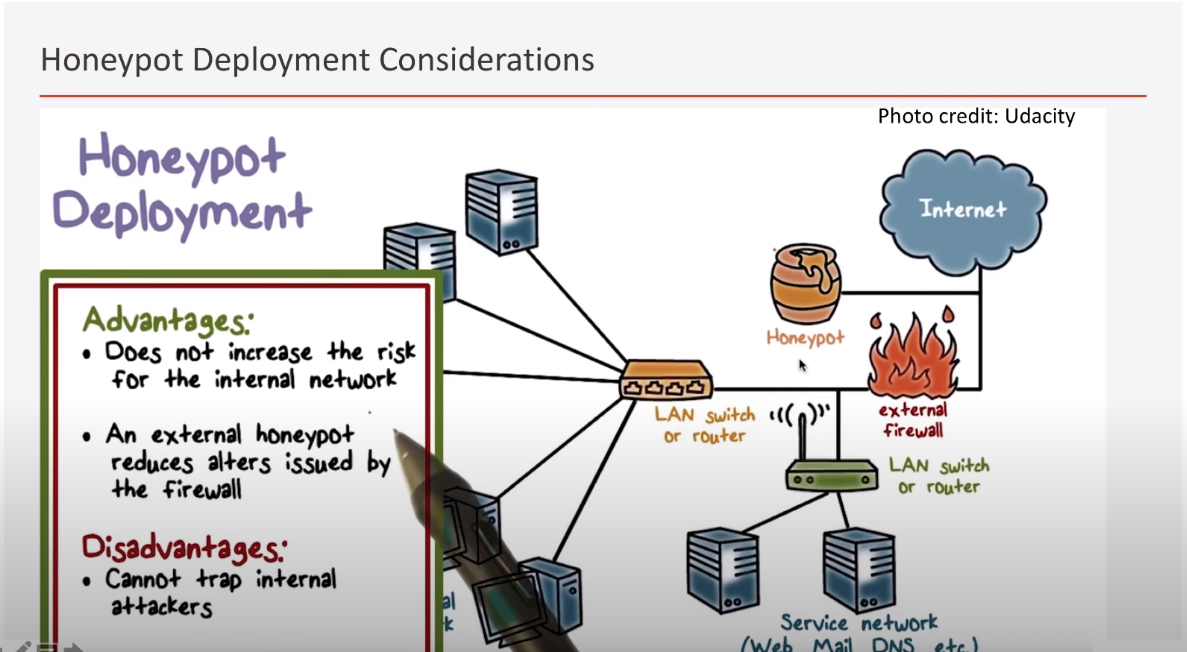 Honeypot Deployment Considerations
Photo credit: Udacity
Honeypot
Deployment
Internet
Advantages:
• Does not increase the risk
for the internal network
• An external honeypot
reduces alters issued by
the firewall
Disadvantages:
• Cannot trap internal
attackers
Honeypot
external
firewall
LAN switch
or router
LAN switch
or router
Service network
(Web, Mail, DNS, etc.)